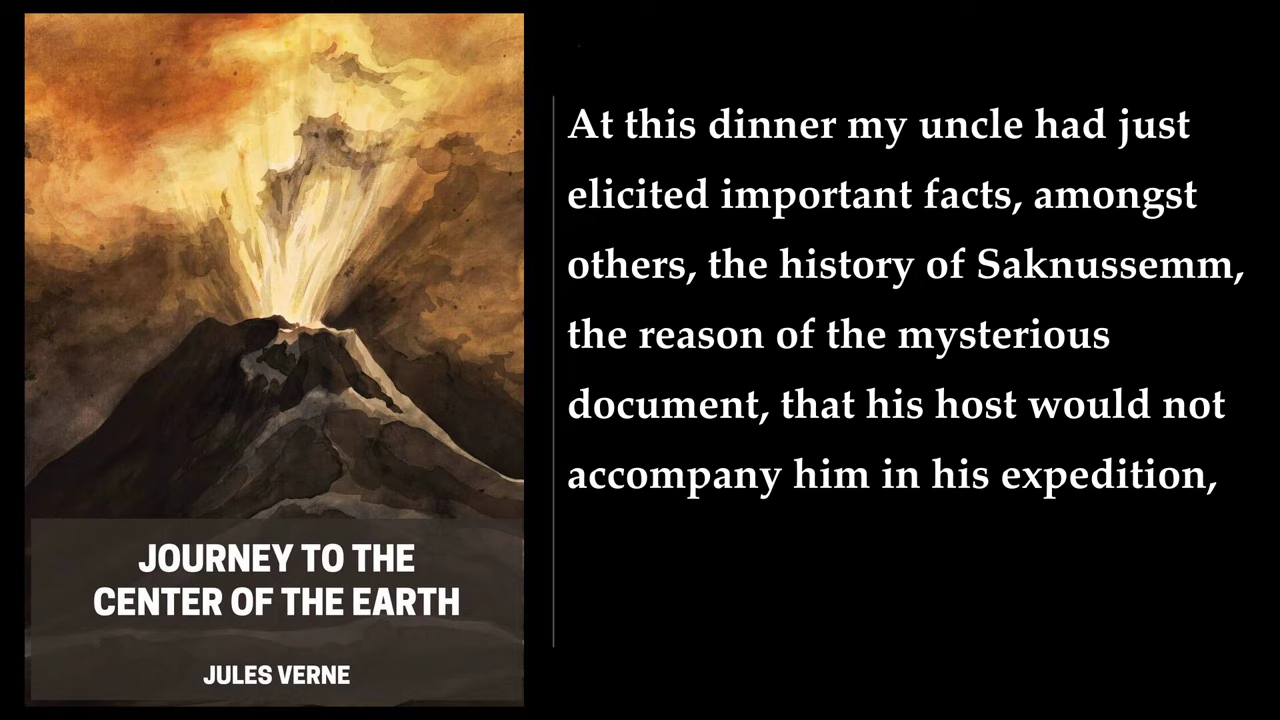 JOURNEY TO THE
CENTER OF THE EARTH
JULES VERNE
At this dinner my uncle had just
elicited important facts, amongst
others, the history of Saknussemm,
the reason of the mysterious
document, that his host would not
accompany him in his expedition,